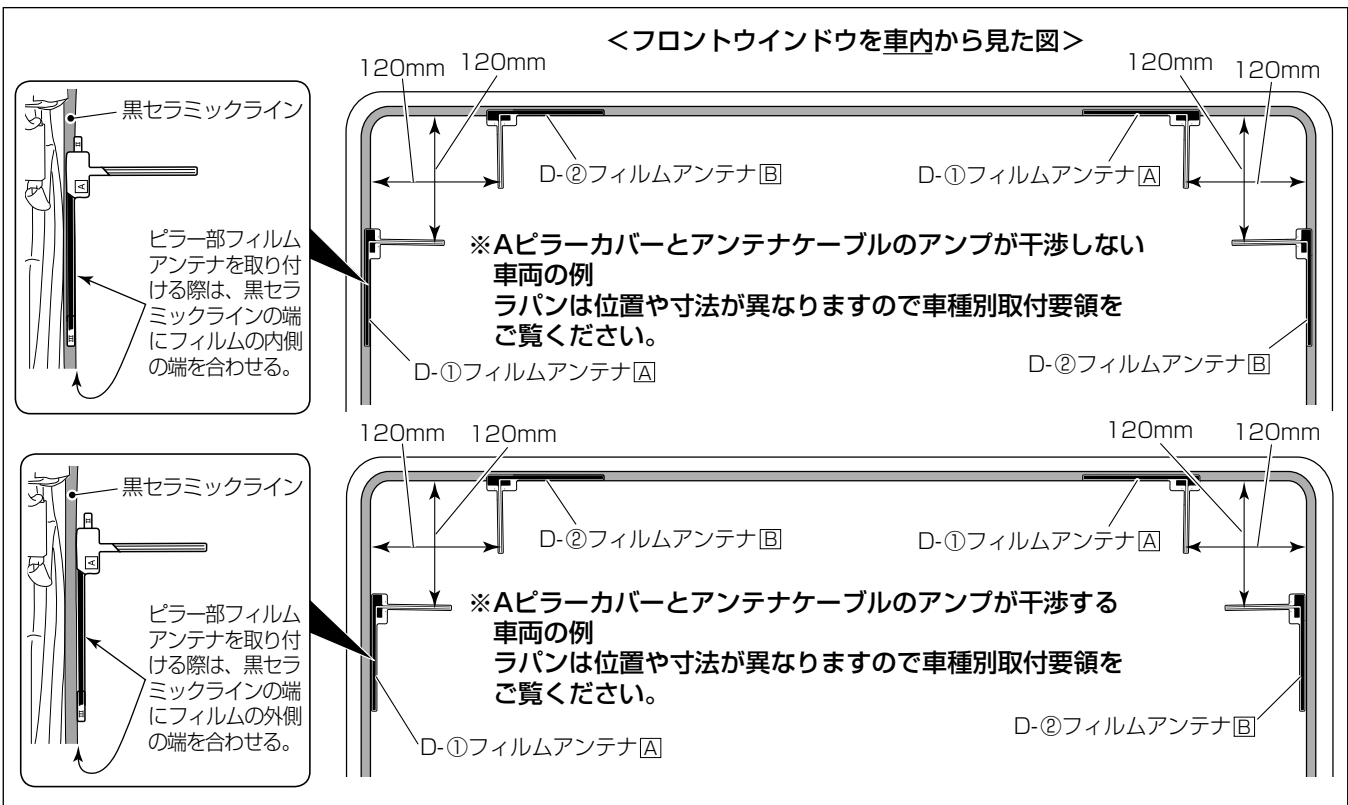 ＜フロントウインドウを車内から見た図＞
120mm 120mm 120mm 120mm
黒セラミックライン
A
ピラー部フィルム
アンテナを取り付
ける際は、黒セラ
ミックラインの端
にフィルムの内側
の端を合わせる。
D-②フィルムアンテナB
D-①フィルムアンテナA
※Aピラーカバーとアンテナケーブルのアンプが干渉しない
車両の例
ラパンは位置や寸法が異なりますので車種別取付要領を
ご覧ください。
D-①フィルムアンテナA
D-②フィルムアンテナB
120mm 120mm 120mm 120mm
黒セラミックライン
A
ピラー部フィルム
アンテナを取り付
ける際は、黒セラ
ミックラインの端
にフィルムの外側
の端を合わせる。
D-②フィルムアンテナB
D-①フィルムアンテナA
※Aピラーカバーとアンテナケーブルのアンプが干渉する
車両の例
ラパンは位置や寸法が異なりますので車種別取付要領を
ご覧ください。
D-①フィルムアンテナA
D-②フィルムアンテナB